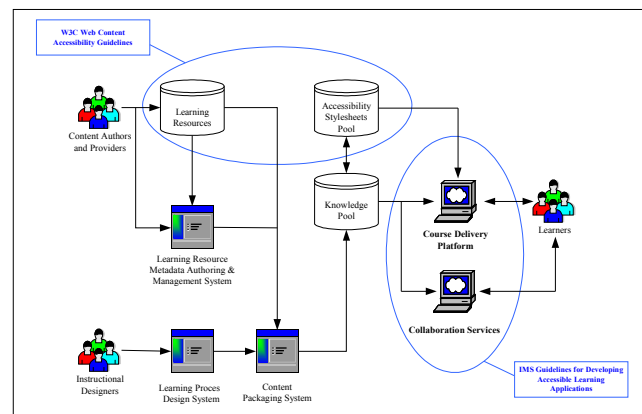 W3C Web Content
Accessibility Guidelines
Learning
Resources
Accessibility
Stylesheets
Pool
Content Authors
and Providers
Knowledge
Pool
Learning Resource
Metadata Authoring &
Management System
Course Delivery
Platform
Learners
Collaboration Services
Instructional
Designers
Learning Proces
Design System
Content
Packaging System
IMS Guidelines for Developing
Accessible Learning
Applications